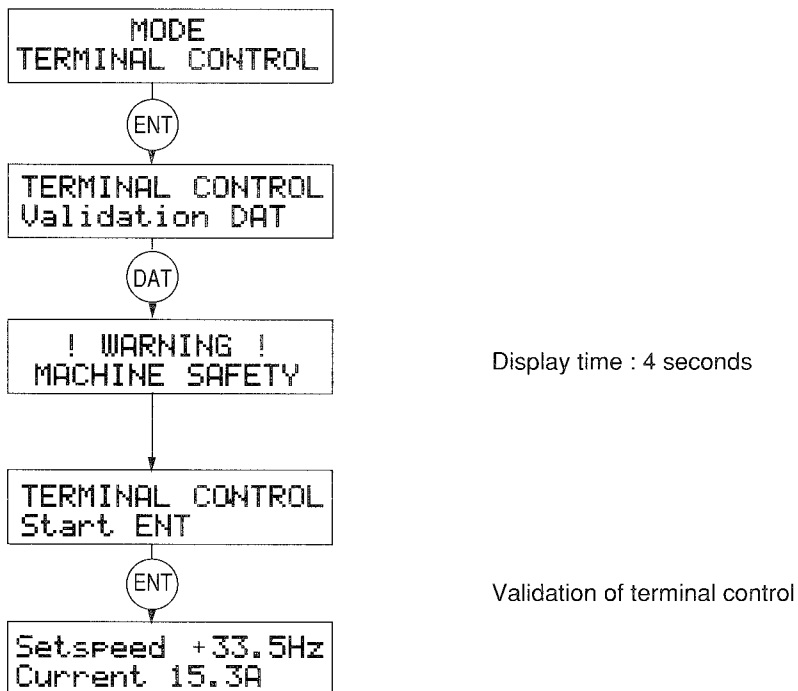 MODE
TERMINAL CONTROL
ENT
TERMINAL CONTROL
Validation DAT
DAT
! WARNING !
MACHINE SAFETY
Display time : 4 seconds
TERMINAL CONTROL
Start ENT
ENT
Validation of terminal control
Setspeed +33.5Hz
Current 15.3A